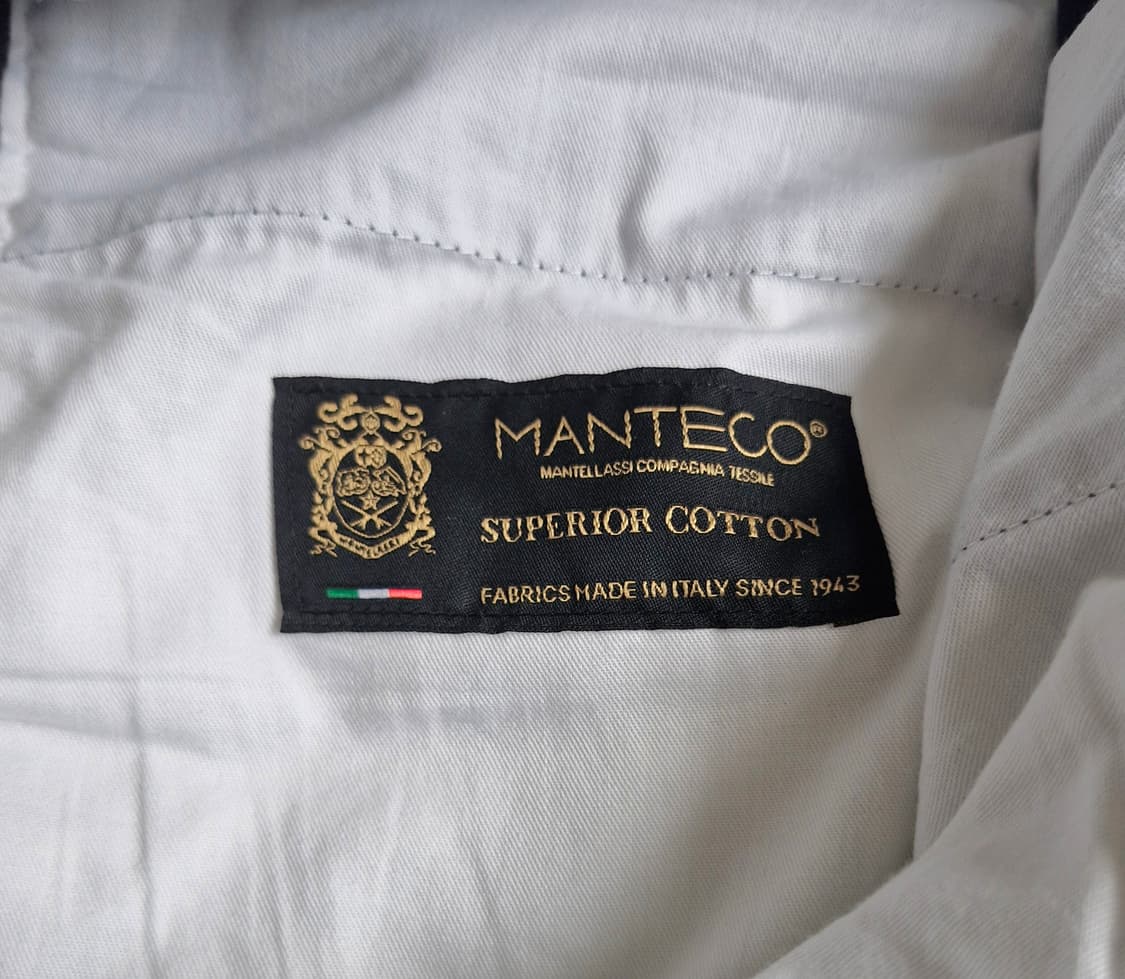 MANTECO®
MANTELLASSI COMPAGNIA TESSILE
SUPERIOR COTTON
FABRICS MADE IN ITALY SINCE 1943